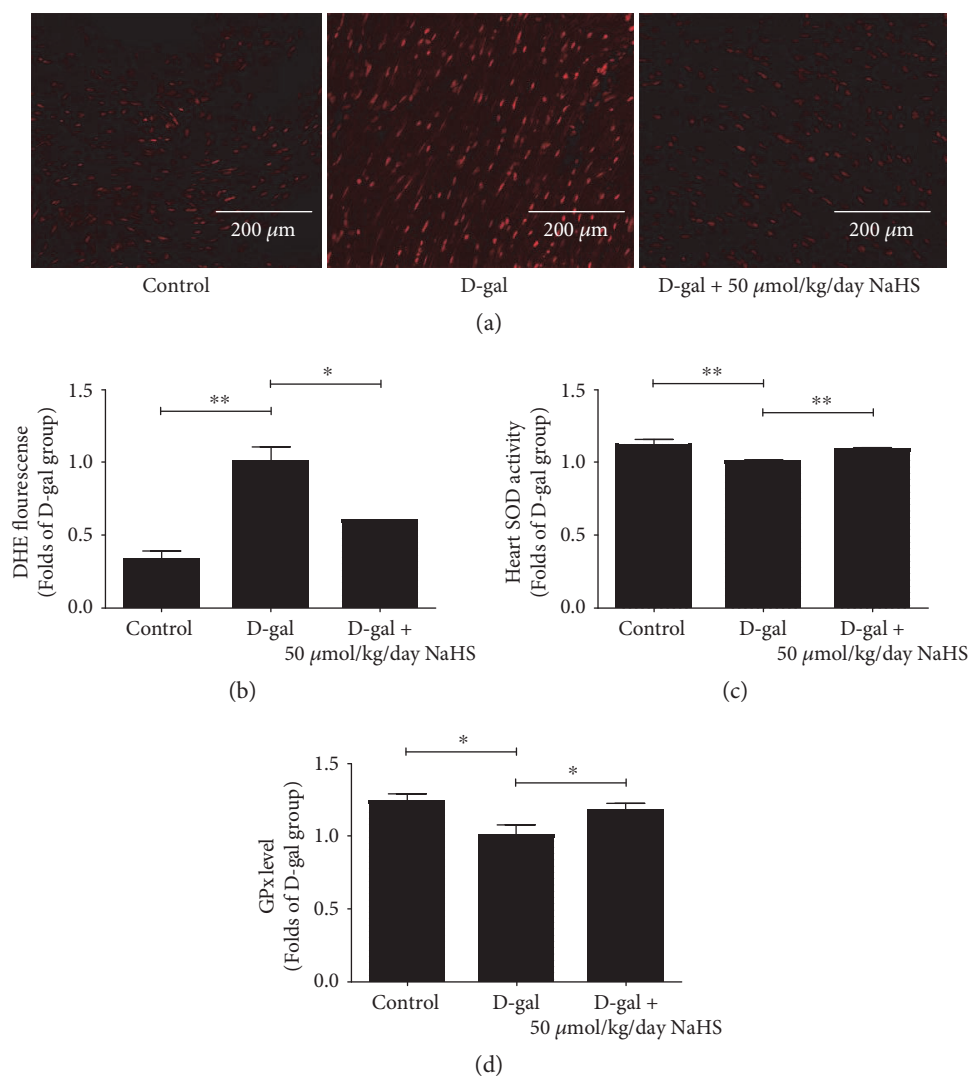 200 μm
200 μm
200 μm
Control
D-gal
D-gal + 50 μmol/kg/day NaHS
(a)
DHE flourescense
(Folds of D-gal group)
1.5
1.0
0.5
0.0
**
*
Control
D-gal
D-gal +
50 μmol/kg/day NaHS
(b)
Heart SOD activity
(Folds of D-gal group)
1.5
1.0
0.5
0.0
**
**
Control
D-gal
D-gal +
50 μmol/kg/day NaHS
(c)
GPx level
(Folds of D-gal group)
1.5
1.0
0.5
0.0
*
*
Control
D-gal
D-gal +
50 μmol/kg/day NaHS
(d)